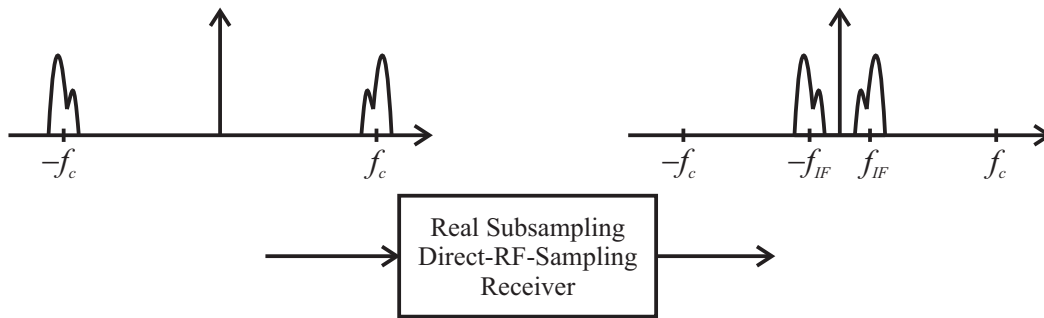 −f_c f_c −f_IF f_IF
−f_c f_c
Real Subsampling
Direct-RF-Sampling
Receiver